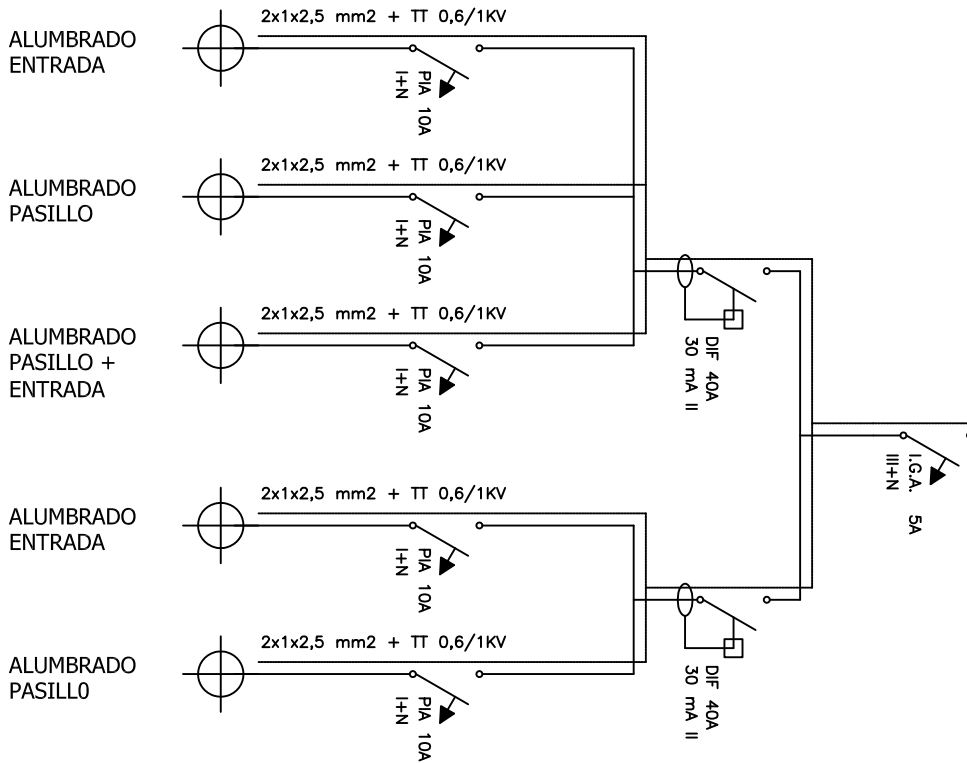 2x1x2,5 mm2 + TT 0,6/1KV
ALUMBRADO
ENTRADA
PIA 10A
I+N
2x1x2,5 mm2 + TT 0,6/1KV
ALUMBRADO
PASILLO
PIA 10A
I+N
2x1x2,5 mm2 + TT 0,6/1KV
ALUMBRADO
PASILLO +
ENTRADA
PIA 10A
I+N
DIF 40A
30 mA II
I.G.A. 5A
III+N
2x1x2,5 mm2 + TT 0,6/1KV
ALUMBRADO
ENTRADA
PIA 10A
I+N
2x1x2,5 mm2 + TT 0,6/1KV
ALUMBRADO
PASILL0
PIA 10A
I+N
DIF 40A
30 mA II